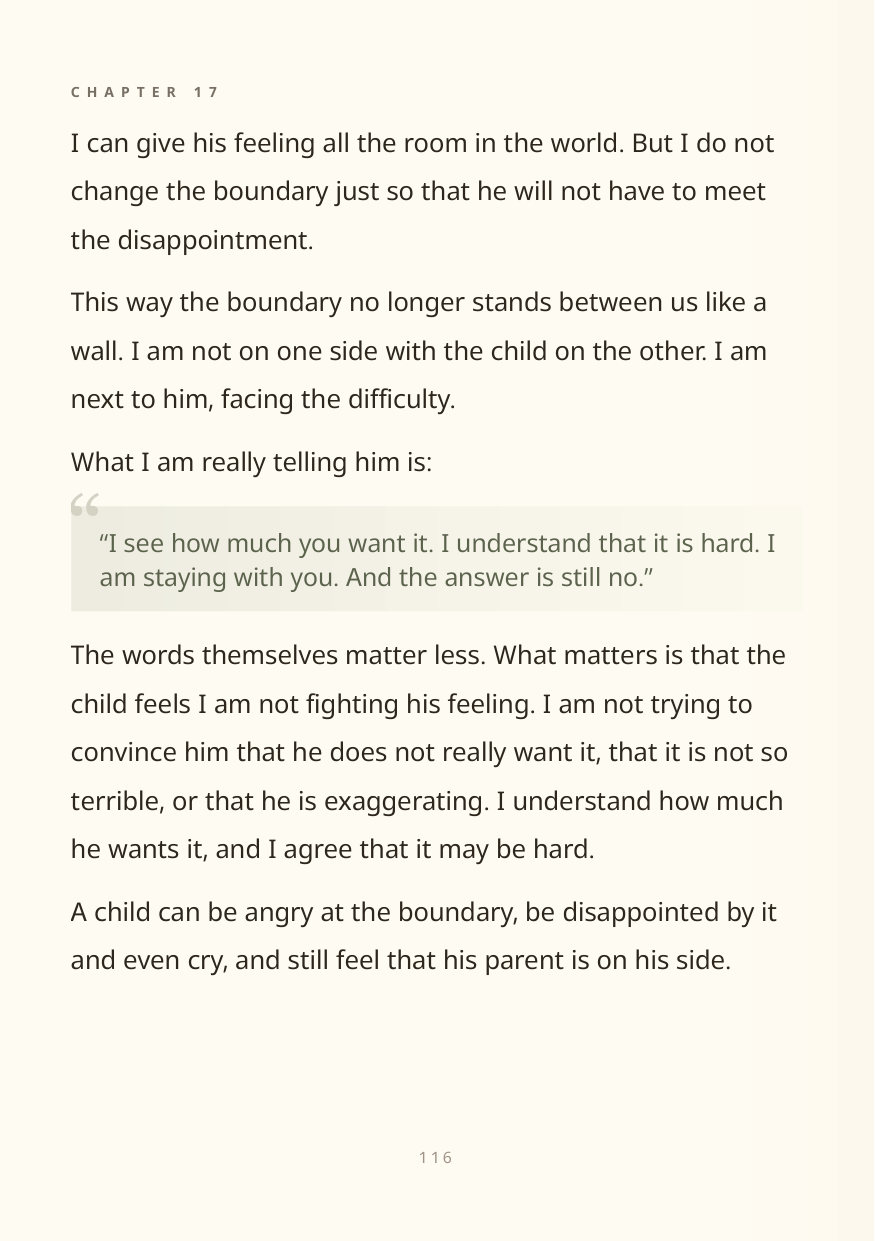 CHAPTER 17
I can give his feeling all the room in the world. But I do not
change the boundary just so that he will not have to meet
the disappointment.
This way the boundary no longer stands between us like a
wall. I am not on one side with the child on the other. I am
next to him, facing the difficulty.
What I am really telling him is:
“
“I see how much you want it. I understand that it is hard. I
am staying with you. And the answer is still no.”
The words themselves matter less. What matters is that the
child feels I am not fighting his feeling. I am not trying to
convince him that he does not really want it, that it is not so
terrible, or that he is exaggerating. I understand how much
he wants it, and I agree that it may be hard.
A child can be angry at the boundary, be disappointed by it
and even cry, and still feel that his parent is on his side.
116